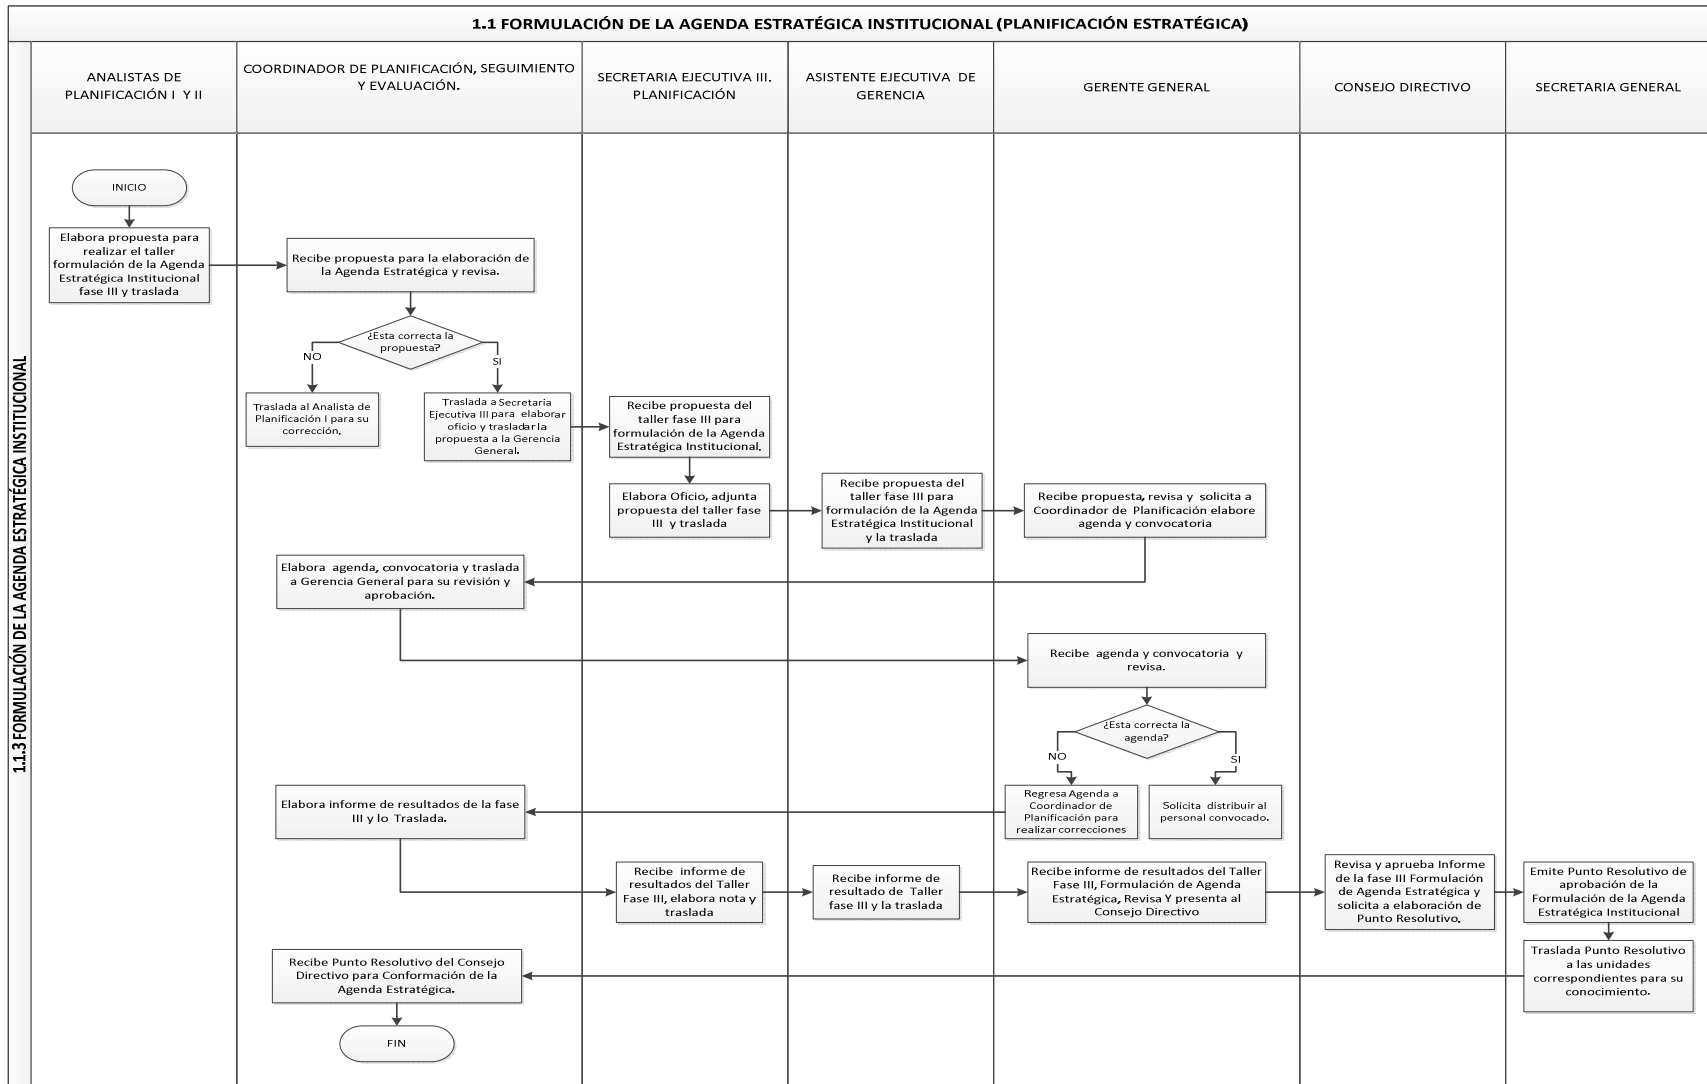 1.1 FORMULACIÓN DE LA AGENDA ESTRATÉGICA INSTITUCIONAL (PLANIFICACIÓN ESTRATÉGICA)
1.1.3 FORMULACIÓN DE LA AGENDA ESTRATÉGICA INSTITUCIONAL
ANALISTAS DE
PLANIFICACIÓN I Y II
COORDINADOR DE PLANIFICACIÓN, SEGUIMIENTO
Y EVALUACIÓN.
SECRETARIA EJECUTIVA III.
PLANIFICACIÓN
ASISTENTE EJECUTIVA DE
GERENCIA
GERENTE GENERAL
CONSEJO DIRECTIVO
SECRETARIA GENERAL
INICIO
Elabora propuesta para
realizar el taller
formulación de la Agenda
Estratégica Institucional
fase III y traslada
Recibe propuesta para la elaboración de
la Agenda Estratégica y revisa.
¿Esta correcta la
propuesta?
NO
SI
Traslada al Analista de
Planificación I para su
corrección.
Traslada a Secretaria
Ejecutiva III para elaborar
oficio y trasladar la
propuesta a la Gerencia
General.
Recibe propuesta del
taller fase III para
formulación de la Agenda
Estratégica Institucional.
Elabora Oficio, adjunta
propuesta del taller fase
III y traslada
Recibe propuesta del
taller fase III para
formulación de la Agenda
Estratégica Institucional
y la traslada
Recibe propuesta, revisa y solicita a
Coordinador de Planificación elabore
agenda y convocatoria
Elabora agenda, convocatoria y traslada
a Gerencia General para su revisión y
aprobación.
Recibe agenda y convocatoria y
revisa.
¿Esta correcta la
agenda?
NO
SI
Regresa Agenda a
Coordinador de
Planificación para
realizar correcciones
Solicita distribuir al
personal convocado.
Elabora informe de resultados de la fase
III y lo Traslada.
Recibe informe de
resultados del Taller
Fase III, elabora nota y
traslada
Recibe informe de
resultado de Taller
fase III y la traslada
Recibe informe de resultados del Taller
Fase III, Formulación de Agenda
Estratégica, Revisa Y presenta al
Consejo Directivo
Revisa y aprueba Informe
de la fase III Formulación
de Agenda Estratégica y
solicita a elaboración de
Punto Resolutivo.
Emite Punto Resolutivo de
aprobación de la
Formulación de la Agenda
Estratégica Institucional
Traslada Punto Resolutivo
a las unidades
correspondientes para su
conocimiento.
Recibe Punto Resolutivo del Consejo
Directivo para Conformación de la
Agenda Estratégica.
FIN